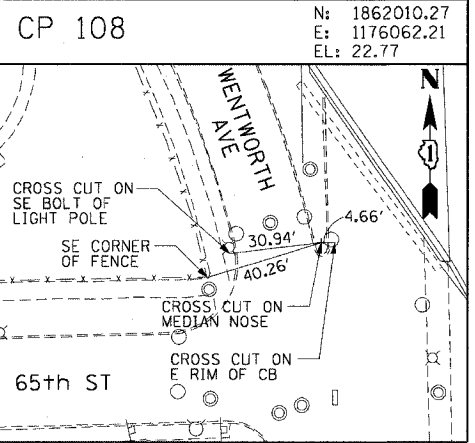 CP 108
N: 1862010.27
E: 1176062.21
EL: 22.77
N
1
WENTWORTH
AVE
CROSS CUT ON
SE BOLT OF
LIGHT POLE
30.94'
4.66'
SE CORNER
OF FENCE
40.26'
CROSS CUT ON
MEDIAN NOSE
CROSS CUT ON
E RIM OF CB
65th ST